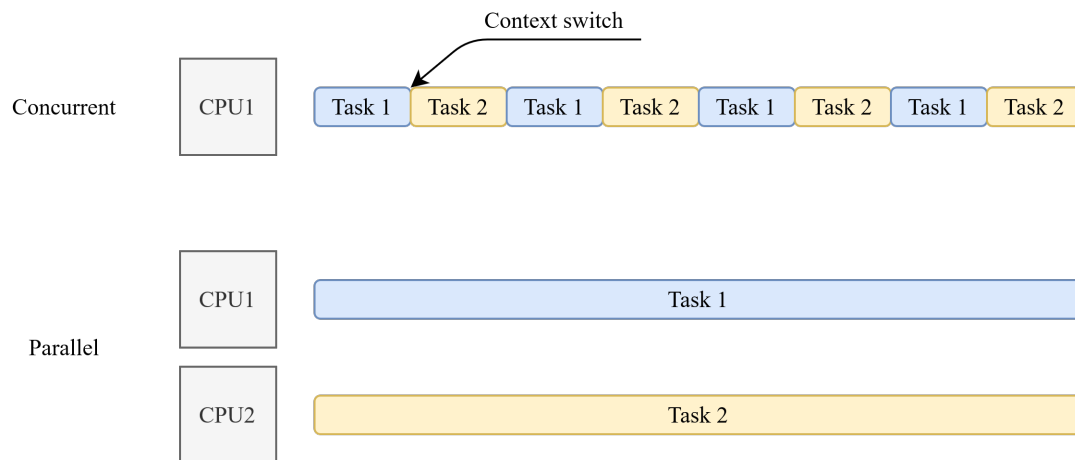 Context switch
Concurrent CPU1 Task 1 Task 2 Task 1 Task 2 Task 1 Task 2 Task 1 Task 2
CPU1 Task 1
Parallel
CPU2 Task 2